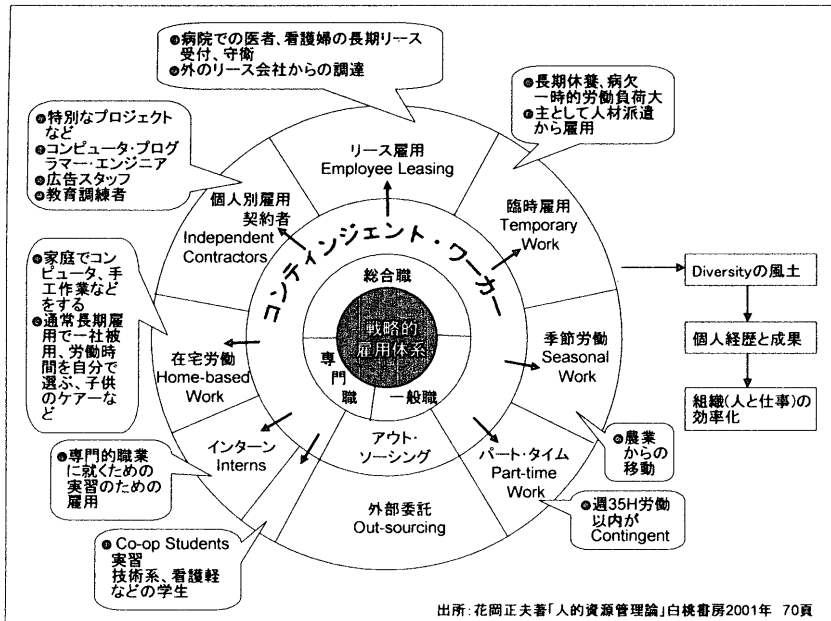 ●病院での医者、看護婦の長期リース
受付、守衛
●外のリース会社からの調達
●長期休養、病欠
一時的労働負荷大
●主として人材派遣
から雇用
●特別なプロジェクト
など
●コンピュータ・プログ
ラマー・エンジニア
●広告スタッフ
●教育調練者
リース雇用
Employee Leasing
個人別雇用
契約者
Independent
Contractors
臨時雇用
Temporary
Work
コンティンジェント・ワーカー
●家庭でコン
ピュータ、手
工作業などを
をする
●通常長期雇
用で一社被
用、労働時
間を自分で
選ぶ、子供
のケアーなど
総合職
戦略的
雇用体系
専門職
一般職
在宅労働
Home-based
Work
季節労働
Seasonal
Work
Diversityの風土
個人経歴と成果
組織(人と仕事)の
効率化
インターン
Interns
アウト・
ソーシング
パート・タイム
Part-time
Work
●農業
からの
移動
●専門的職業
に就くための
実習のための
雇用
外部委託
Out-sourcing
●週35H労働
以内が
Contingent
●Co-op Students
実習
技術系、看護軽
などの学生
出所:花岡正夫著「人的資源管理論」白桃書房2001年 70頁